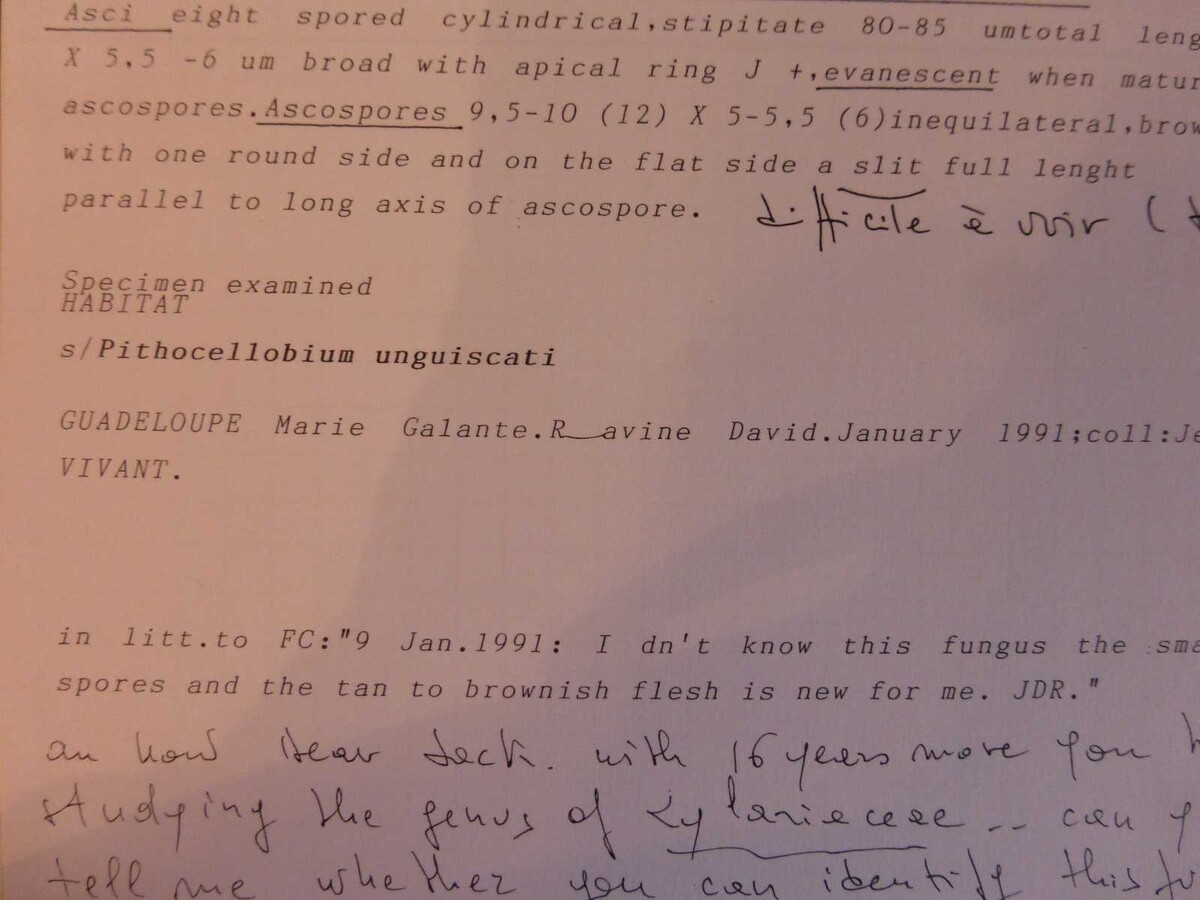 Asci eight spored cylindrical,stipitate 80-85 umtotal leng
X 5,5 -6 um broad with apical ring J +,evanescent when matur
ascospores.Ascospores 9,5-10 (12) X 5-5,5 (6)inequilateral,brow
with one round side and on the flat side a slit full lenght
parallel to long axis of ascospore. difficile à voir (
Specimen examined
HABITAT
s/Pithocellobium unguiscati
GUADELOUPE Marie Galante.R avine David.January 1991;coll:Je
VIVANT.
in litt.to FC:"9 Jan.1991: I dn't know this fungus the sma
spores and the tan to brownish flesh is new for me. JDR."
an now dear Jack. with 16 years more you h
studying the genus of Xylariaceae -- can y
tell me whether you can identify this fu